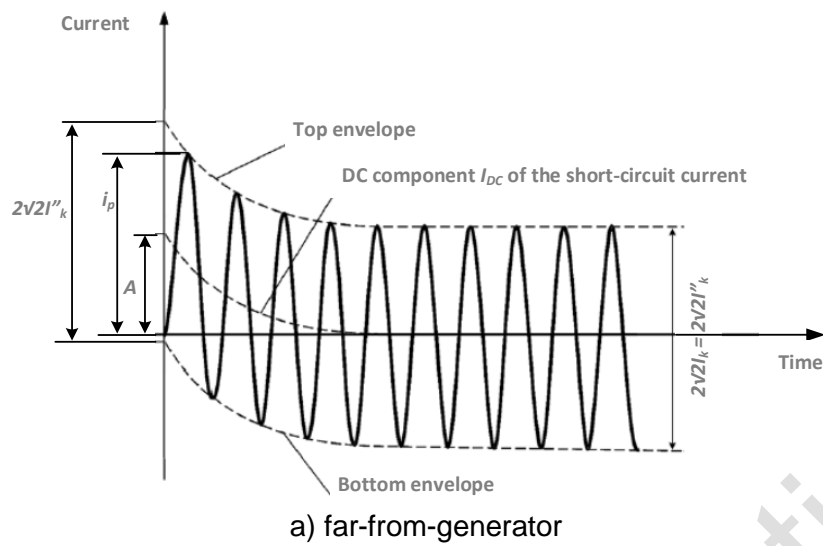 Current
Top envelope
DC component I_DC of the short-circuit current
2√2I″k
ip
A
2√2Ik = 2√2I″k
Time
Bottom envelope
a) far-from-generator